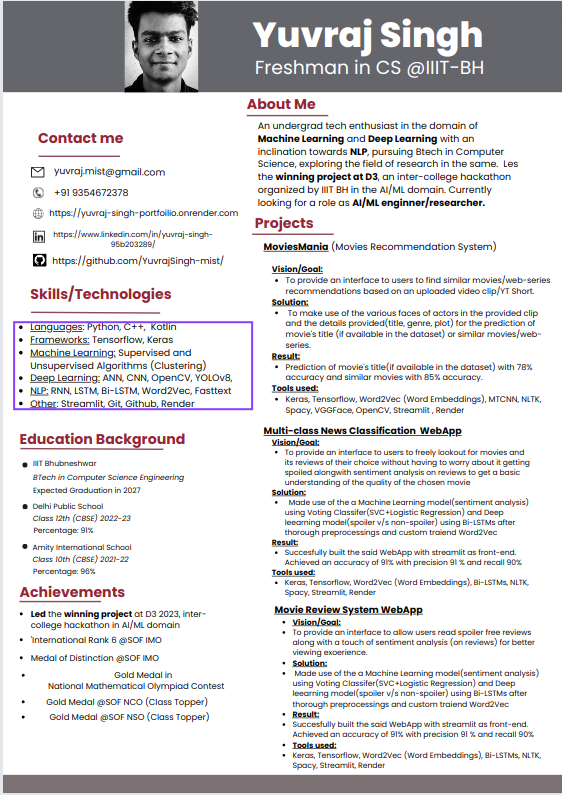 Yuvraj Singh
Freshman in CS @IIIT-BH
Contact me
yuvraj.mist@gmail.com
+91 9354672378
https://yuvraj-singh-portfoilio.onrender.com
https://www.linkedin.com/in/yuvraj-singh-
95b203289/
https://github.com/YuvrajSingh-mist/
Skills/Technologies
Languages: Python, C++, Kotlin
Frameworks: Tensorflow, Keras
Machine Learning: Supervised and
Unsupervised Algorithms (Clustering)
Deep Learning: ANN, CNN, OpenCV, YOLOv8,
NLP: RNN, LSTM, Bi-LSTM, Word2Vec, Fasttext
Other: Streamlit, Git, Github, Render
Education Background
IIIT Bhubneshwar
BTech in Computer Science Engineering
Expected Graduation in 2027
Delhi Public School
Class 12th (CBSE) 2022-23
Percentage: 91%
Amity International School
Class 10th (CBSE) 2021-22
Percentage: 96%
Achievements
Led the winning project at D3 2023, inter-
college hackathon in AI/ML domain
'International Rank 6 @SOF IMO
Medal of Distinction @SOF IMO
Gold Medal in
National Mathematical Olympiad Contest
Gold Medal @SOF NCO (Class Topper)
Gold Medal @SOF NSO (Class Topper)
About Me
An undergrad tech enthusiast in the domain of
Machine Learning and Deep Learning with an
inclination towards NLP, pursuing Btech in Computer
Science, exploring the field of research in the same. Les
the winning project at D3, an inter-college hackathon
organized by IIIT BH in the AI/ML domain. Currently
looking for a role as AI/ML enginner/researcher.
Projects
MoviesMania (Movies Recommendation System)
Vision/Goal:
To provide an interface to users to find similar movies/web-series
recommendations based on an uploaded video clip/YT Short.
Solution:
To make use of the various faces of actors in the provided clip
and the details provided(title, genre, plot) for the prediction of
movie's title (if available in the dataset) or similar movies/web-
series.
Result:
Prediction of movie's title(if available in the dataset) with 78%
accuracy and similar movies with 85% accuracy.
Tools used:
Keras, Tensorflow, Word2Vec (Word Embeddings), MTCNN, NLTK,
Spacy, VGGFace, OpenCV, Streamlit , Render
Multi-class News Classification WebApp
Vision/Goal:
To provide an interface to users to freely lookout for movies and
its reviews of their choice without having to worry about it getting
spoiled alongwith sentiment analysis on reviews to get a basic
understanding of the quality of the chosen movie
Solution:
Made use of the a Machine Learning model(sentiment analysis)
using Voting Classifer(SVC+Logistic Regression) and Deep
leearning model(spoiler v/s non-spoiler) using Bi-LSTMs after
thorough preprocessings and custom traiend Word2Vec
Result:
Succesfully built the said WebApp with streamlit as front-end.
Achieved an accuracy of 91% with precision 91 % and recall 90%
Tools used:
Keras, Tensorflow, Word2Vec (Word Embeddings), Bi-LSTMs, NLTK,
Spacy, Streamlit, Render
Movie Review System WebApp
Vision/Goal:
To provide an interface to allow users read spoiler free reviews
along with a touch of sentiment analysis (on reviews) for better
viewing exoerience.
Solution:
Made use of the a Machine Learning model(sentiment analysis)
using Voting Classifer(SVC+Logistic Regression) and Deep
leearning model(spoiler v/s non-spoiler) using Bi-LSTMs after
thorough preprocessings and custom traiend Word2Vec
Result:
Succesfully built the said WebApp with streamlit as front-end.
Achieved an accuracy of 91% with precision 91 % and recall 90%
Tools used:
Keras, Tensorflow, Word2Vec (Word Embeddings), Bi-LSTMs, NLTK,
Spacy, Streamlit, Render